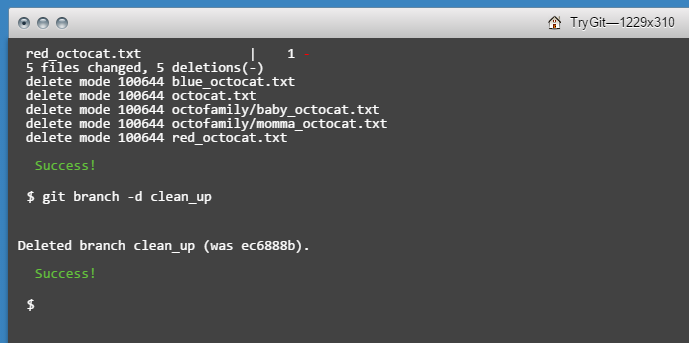 TryGit—1229x310
red_octocat.txt | 1 -
5 files changed, 5 deletions(-)
delete mode 100644 blue_octocat.txt
delete mode 100644 octocat.txt
delete mode 100644 octofamily/baby_octocat.txt
delete mode 100644 octofamily/momma_octocat.txt
delete mode 100644 red_octocat.txt
Success!
$ git branch -d clean_up
Deleted branch clean_up (was ec6888b).
Success!
$